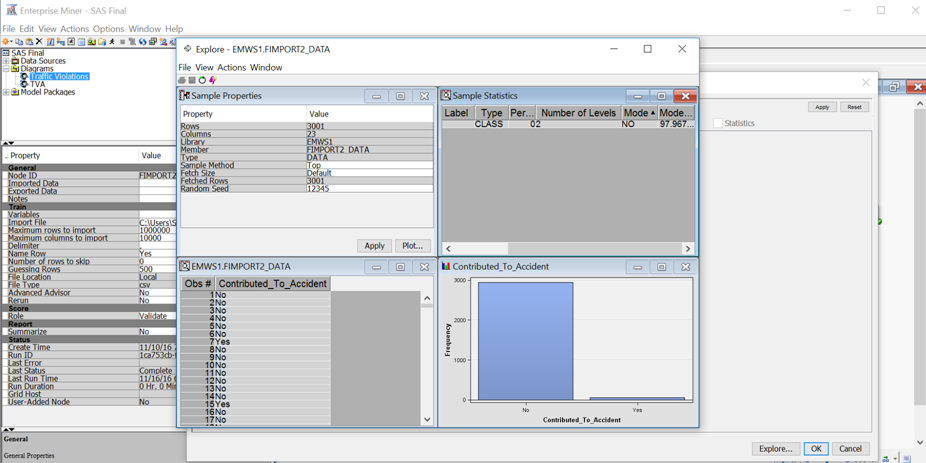 Enterprise Miner - SAS Final
File Edit View Actions Options Window Help
SAS Final
Data Sources
Diagrams
Traffic Violations
TVA
Model Packages
Property Value
General
Node ID FIMPORT2
Imported Data
Exported Data
Notes
Train
Variables
Import File C:\Users\S
Maximum rows to import 1000000
Maximum columns to import 10000
Delimiter ,
Name Row Yes
Number of rows to skip 0
Guessing Rows 500
File Location Local
File Type csv
Advanced Advisor No
Rerun No
Score
Role Validate
Report
Summarize No
Status
Create Time 11/10/16
Run ID 1ca753cb-
Last Error
Last Status Complete
Last Run Time 11/16/16
Run Duration 0 Hr. 0 Min
Grid Host
User-Added Node No
General
General Properties
Explore - EMWS1.FIMPORT2_DATA
File View Actions Window
Sample Properties
Property Value
Rows 3001
Columns 23
Library EMWS1
Member FIMPORT2_DATA
Type DATA
Sample Method Top
Fetch Size Default
Fetched Rows 3001
Random Seed 12345
Apply Plot...
Sample Statistics
Label Type Per... Number of Levels Mode Mode...
CLASS 0 2 NO 97.967...
EMWS1.FIMPORT2_DATA
Obs # Contributed_To_Accident
1 No
2 No
3 No
4 No
5 No
6 No
7 Yes
8 No
9 No
10 No
11 No
12 No
13 No
14 No
15 Yes
16 No
17 No
Contributed_To_Accident
Frequency
3000
2000
1000
0
No Yes
Contributed_To_Accident
Apply Reset
Statistics
Explore... OK Cancel